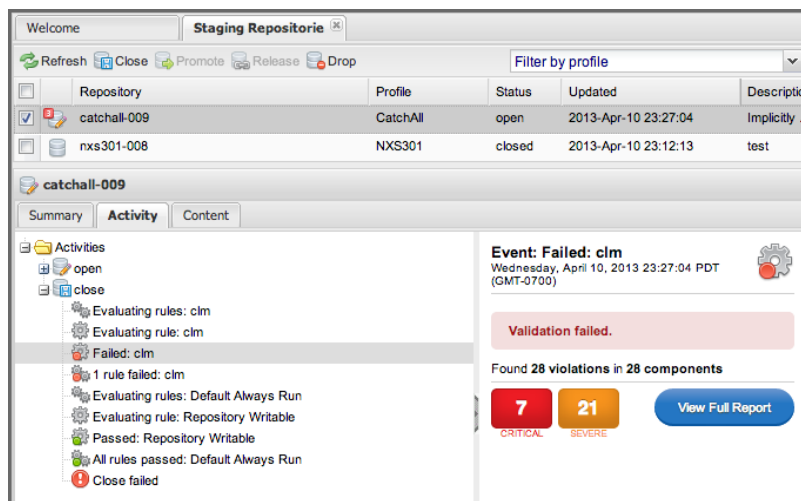 Welcome
Staging Repositorie
Refresh Close Promote Release Drop Filter by profile
Repository Profile Status Updated Descriptio
catchall-009 CatchAll open 2013-Apr-10 23:27:04 Implicitly .
nxs301-008 NXS301 closed 2013-Apr-10 23:12:13 test
catchall-009
Summary Activity Content
Activities
open
close
Evaluating rules: clm
Evaluating rule: clm
Failed: clm
1 rule failed: clm
Evaluating rules: Default Always Run
Evaluating rule: Repository Writable
Passed: Repository Writable
All rules passed: Default Always Run
Close failed
Event: Failed: clm
Wednesday, April 10, 2013 23:27:04 PDT
(GMT-0700)
Validation failed.
Found 28 violations in 28 components
7 21
CRITICAL SEVERE
View Full Report